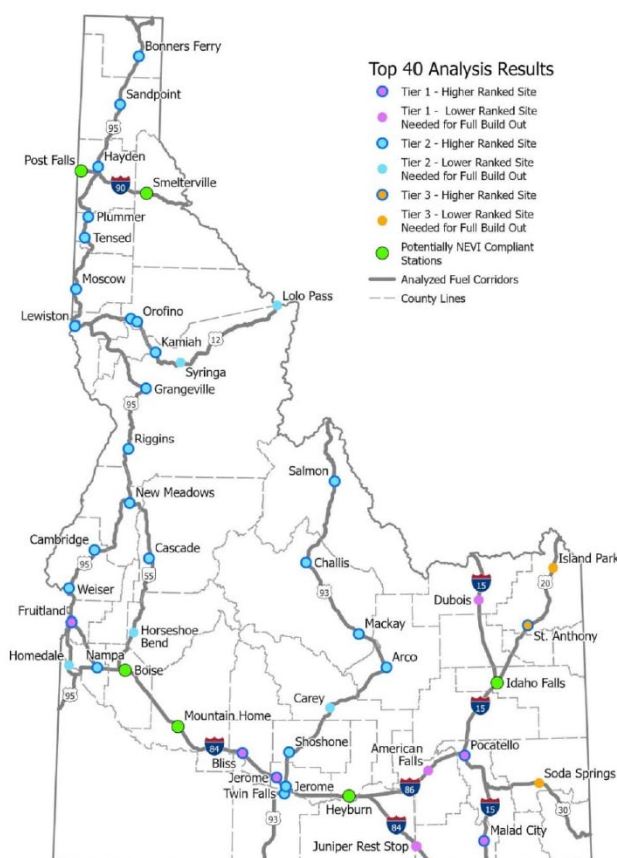 Top 40 Analysis Results
Tier 1 - Higher Ranked Site
Tier 1 - Lower Ranked Site
Needed for Full Build Out
Tier 2 - Higher Ranked Site
Tier 2 - Lower Ranked Site
Needed for Full Build Out
Tier 3 - Higher Ranked Site
Tier 3 - Lower Ranked Site
Needed for Full Build Out
Potentially NEVI Compliant
Stations
Analyzed Fuel Corridors
County Lines
Bonners Ferry
Sandpoint
95
Post Falls
Hayden
90
Smelterville
Plummer
Tensed
Moscow
Lolo Pass
Lewiston
Orofino
12
Kamiah
Syringa
Grangeville
95
Riggins
Salmon
New Meadows
Cambridge
Cascade
95
55
Challis
93
Island Park
15
20
Weiser
Dubois
Fruitland
Mackay
St. Anthony
Horseshoe
Bend
Homedale
Nampa
Boise
Arco
Idaho Falls
95
Carey
15
Mountain Home
84
Bliss
Shoshone
American
Falls
Pocatello
Jerome
Jerome
Twin Falls
Heyburn
86
Soda Springs
93
84
15
30
Juniper Rest Stop
Malad City